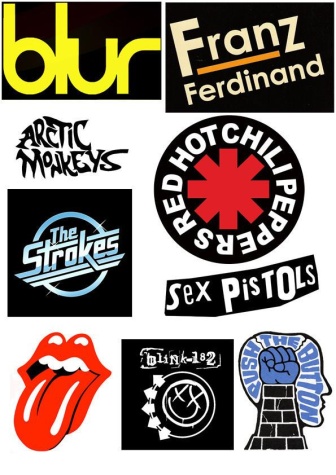 blur
Franz
Ferdinand
ARCTIC
MONKEYS
RED HOT CHILI PEPPERS
The
Strokes
SEX PISTOLS
blink-182
PUSH THE BUTTON